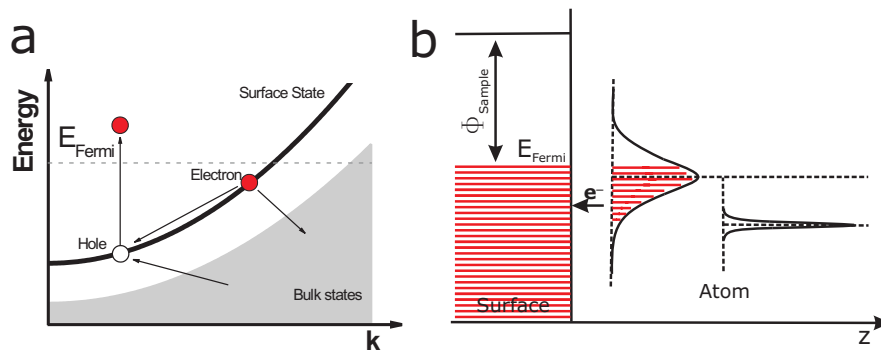 a
Energy
E Fermi
Surface State
Electron
Hole
Bulk states
k
b
Φ Sample
E Fermi
e⁻
Surface
Atom
z